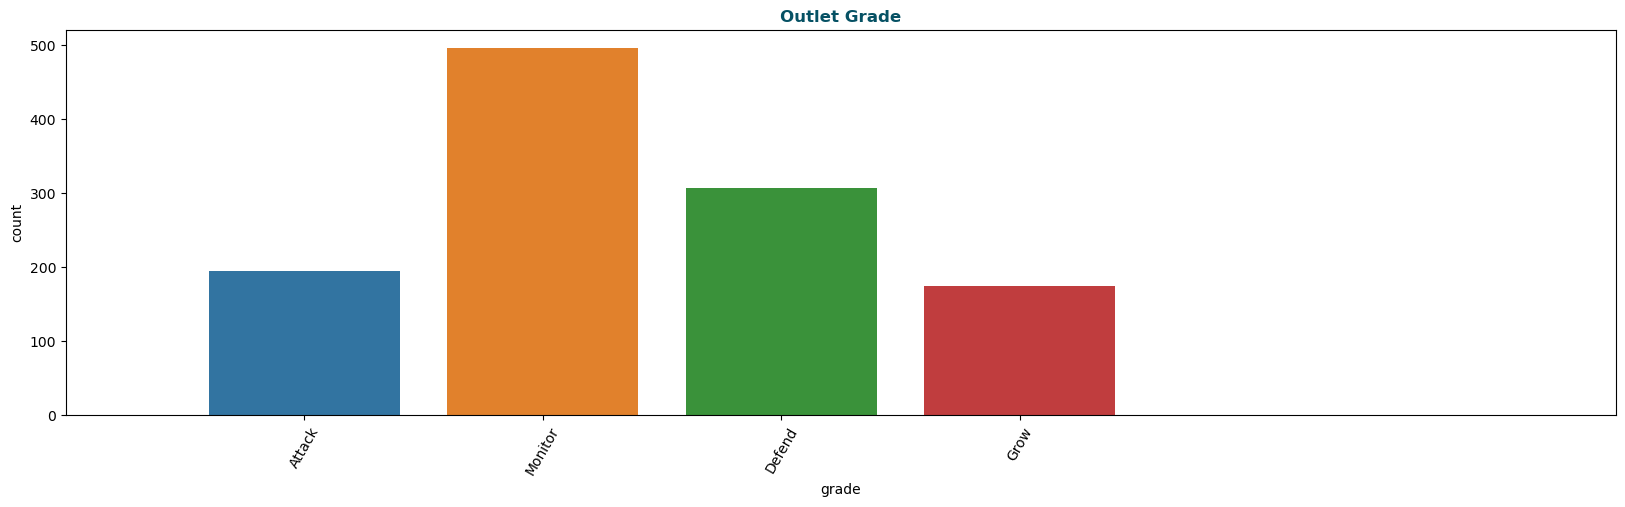 Outlet Grade
500
400
300
200
100
0
count
Attack
Monitor
Defend
Grow
grade